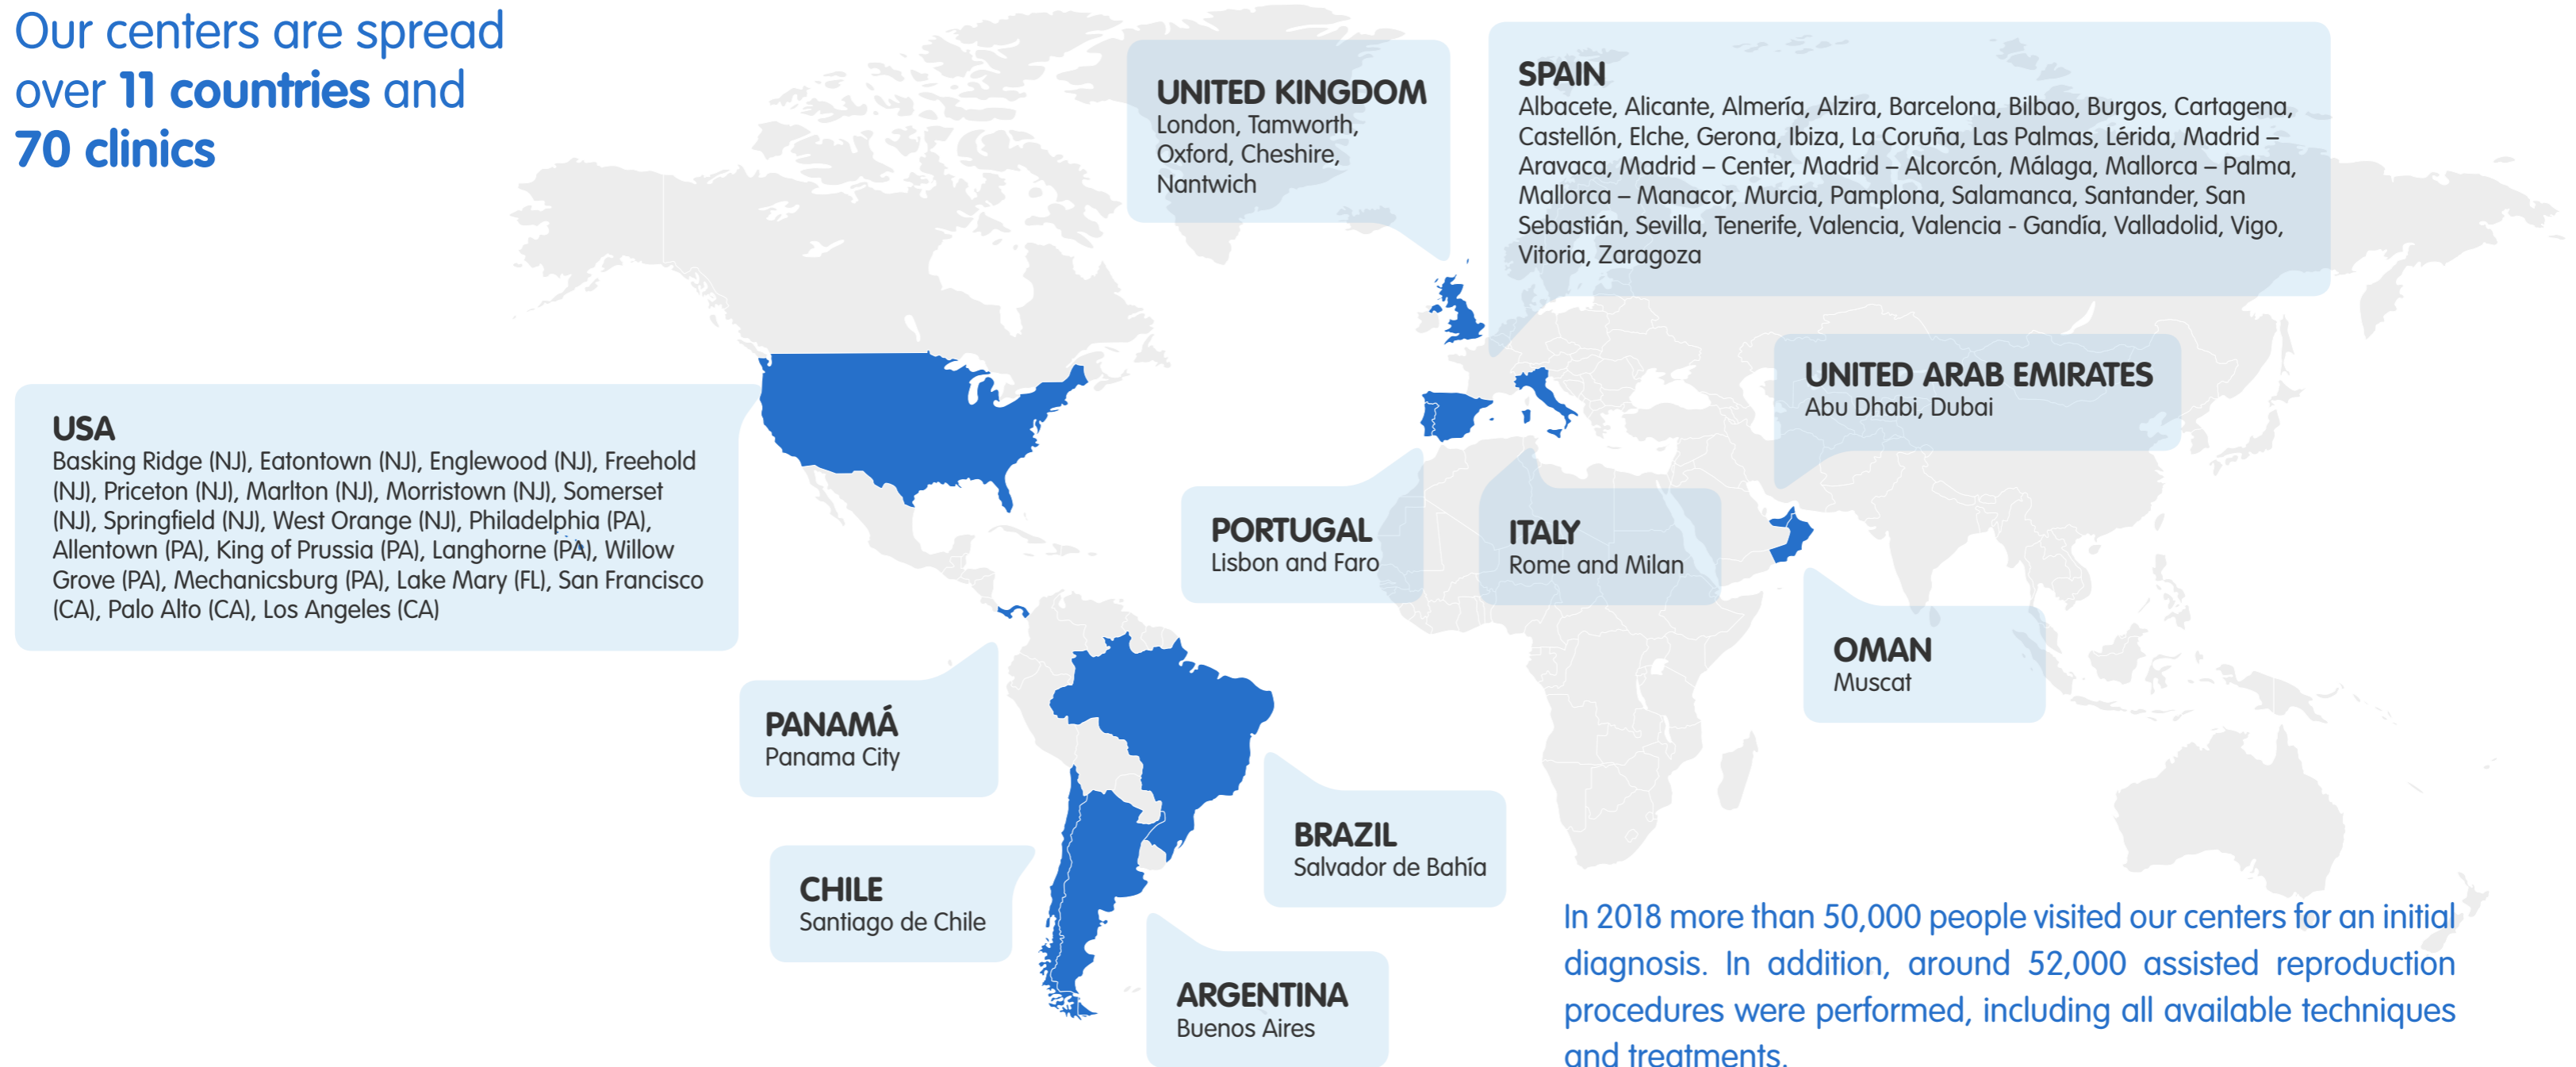 Our centers are spread
over 11 countries and
70 clinics
UNITED KINGDOM
London, Tamworth,
Oxford, Cheshire,
Nantwich
SPAIN
Albacete, Alicante, Almería, Alzira, Barcelona, Bilbao, Burgos, Cartagena,
Castellón, Elche, Gerona, Ibiza, La Coruña, Las Palmas, Lérida, Madrid –
Aravaca, Madrid – Center, Madrid – Alcorcón, Málaga, Mallorca – Palma,
Mallorca – Manacor, Murcia, Pamplona, Salamanca, Santander, San
Sebastián, Sevilla, Tenerife, Valencia, Valencia - Gandía, Valladolid, Vigo,
Vitoria, Zaragoza
UNITED ARAB EMIRATES
Abu Dhabi, Dubai
USA
Basking Ridge (NJ), Eatontown (NJ), Englewood (NJ), Freehold
(NJ), Priceton (NJ), Marlton (NJ), Morristown (NJ), Somerset
(NJ), Springfield (NJ), West Orange (NJ), Philadelphia (PA),
Allentown (PA), King of Prussia (PA), Langhorne (PA), Willow
Grove (PA), Mechanicsburg (PA), Lake Mary (FL), San Francisco
(CA), Palo Alto (CA), Los Angeles (CA)
PORTUGAL
Lisbon and Faro
ITALY
Rome and Milan
OMAN
Muscat
PANAMÁ
Panama City
BRAZIL
Salvador de Bahía
CHILE
Santiago de Chile
ARGENTINA
Buenos Aires
In 2018 more than 50,000 people visited our centers for an initial
diagnosis. In addition, around 52,000 assisted reproduction
procedures were performed, including all available techniques
and treatments.